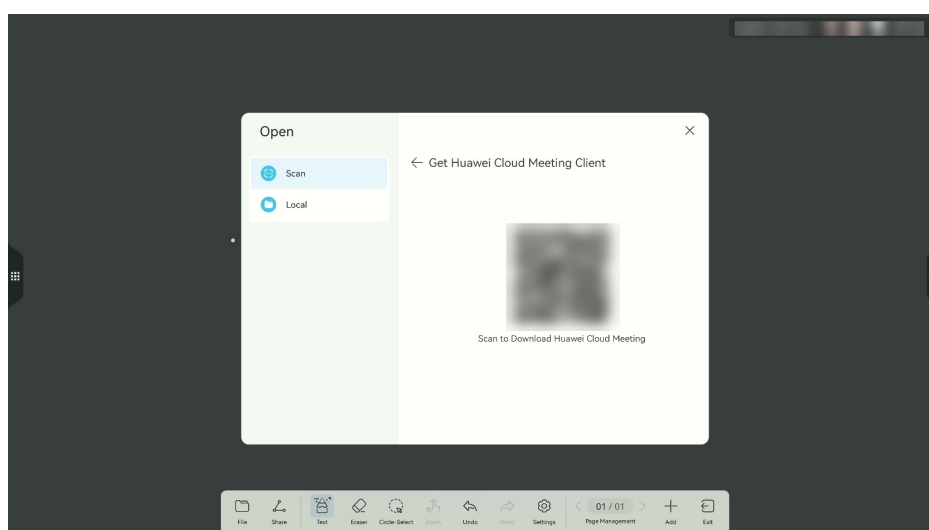 Open
Scan
Local
Get Huawei Cloud Meeting Client
Scan to Download Huawei Cloud Meeting
File Share Text Eraser Circle-Select Zoom Undo Redo Settings 01 / 01 Page Management Add Exit